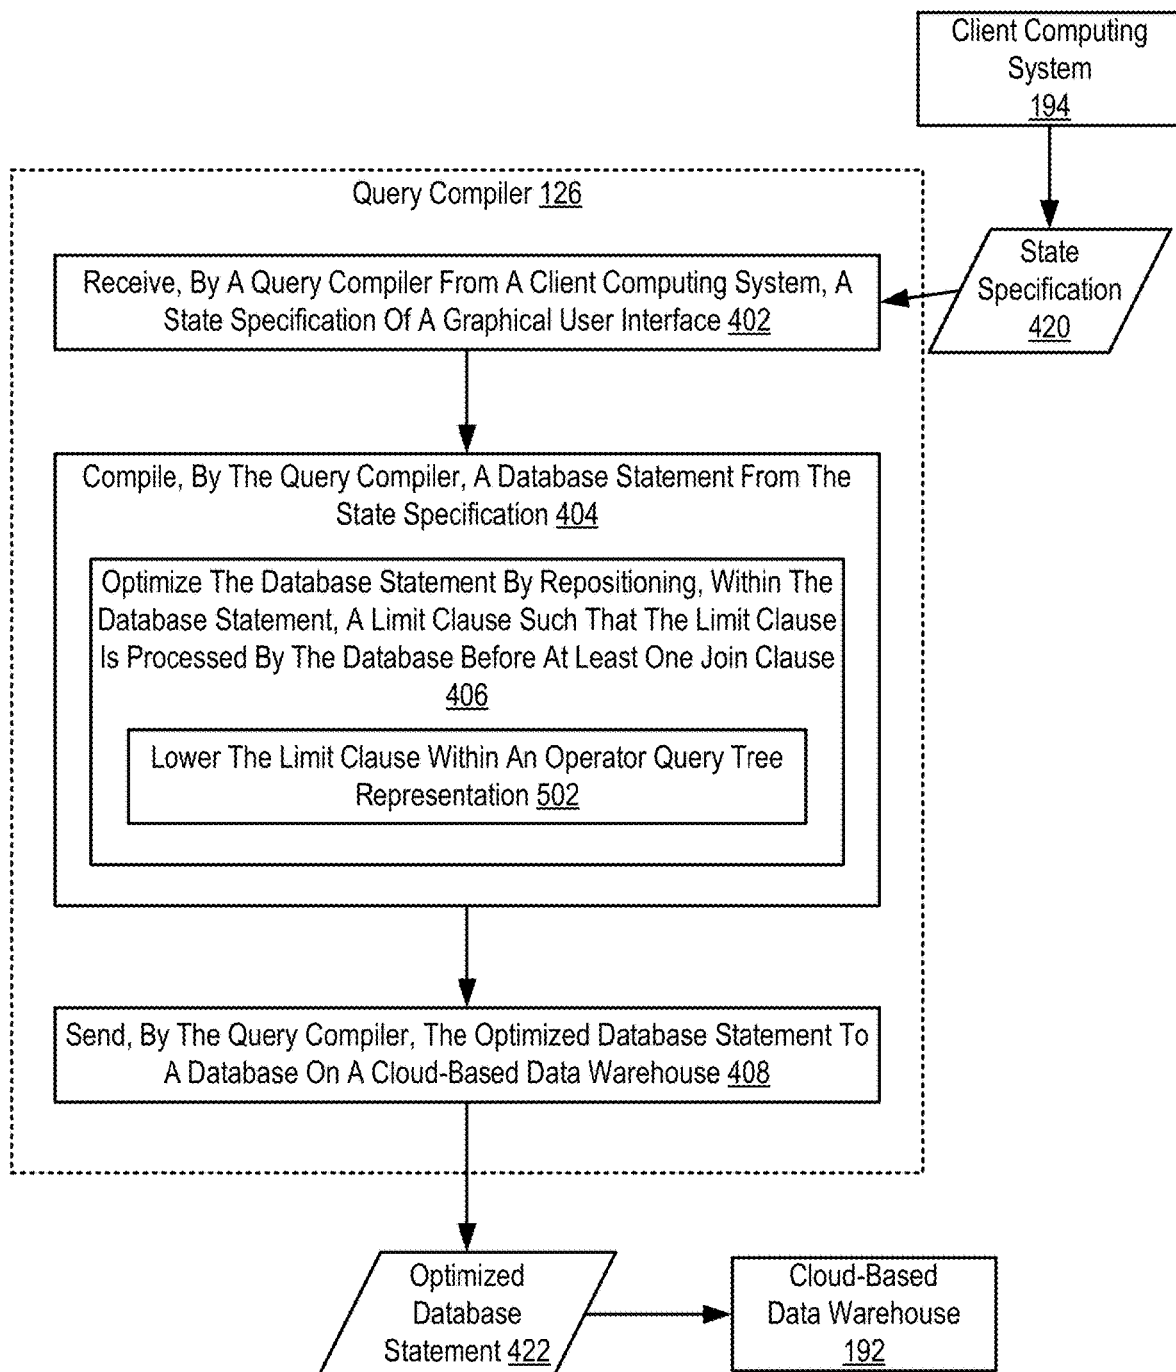 Client Computing
System
194
Query Compiler 126
State
Specification
420
Receive, By A Query Compiler From A Client Computing System, A
State Specification Of A Graphical User Interface 402
Compile, By The Query Compiler, A Database Statement From The
State Specification 404
Optimize The Database Statement By Repositioning, Within The
Database Statement, A Limit Clause Such That The Limit Clause
Is Processed By The Database Before At Least One Join Clause
406
Lower The Limit Clause Within An Operator Query Tree
Representation 502
Send, By The Query Compiler, The Optimized Database Statement To
A Database On A Cloud-Based Data Warehouse 408
Optimized
Database
Statement 422
Cloud-Based
Data Warehouse
192